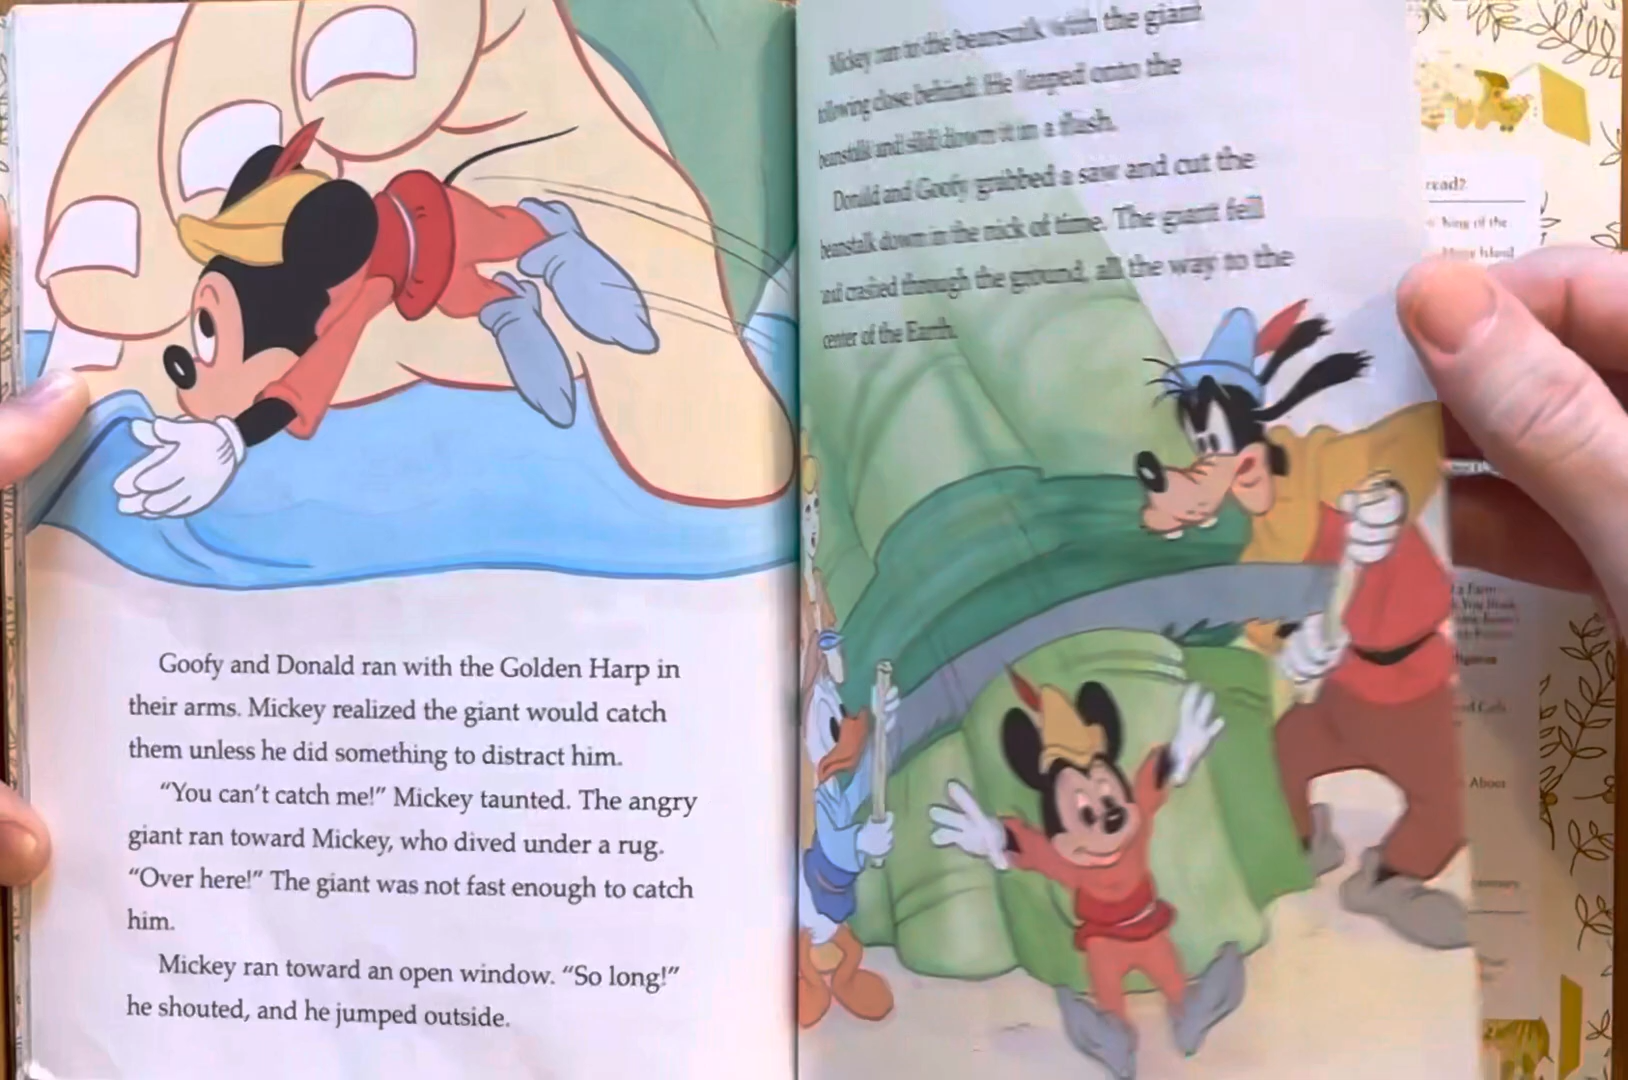 Goofy and Donald ran with the Golden Harp in
their arms. Mickey realized the giant would catch
them unless he did something to distract him.
“You can’t catch me!” Mickey taunted. The angry
giant ran toward Mickey, who dived under a rug.
“Over here!” The giant was not fast enough to catch
him.
Mickey ran toward an open window. “So long!”
he shouted, and he jumped outside.
Mickey ran to the beanstalk with the giant
following close behind. He leaped onto the
beanstalk and slid down it in a flash.
Donald and Goofy grabbed a saw and cut the
beanstalk down in the nick of time. The giant fell
and crashed through the ground, all the way to the
center of the Earth.
read?
King of the
About